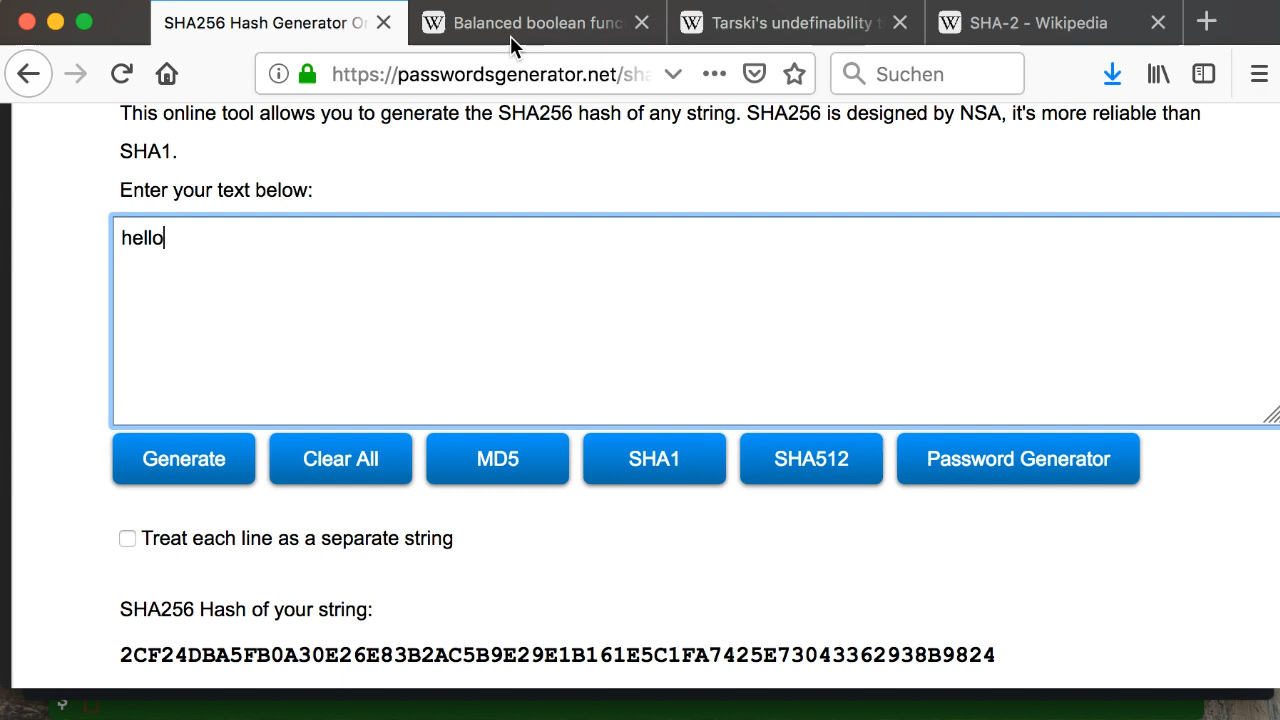 SHA256 Hash Generator Or
Balanced boolean func
Tarski's undefinability t
SHA-2 - Wikipedia
https://passwordsgenerator.net/sha
Suchen
This online tool allows you to generate the SHA256 hash of any string. SHA256 is designed by NSA, it's more reliable than
SHA1.
Enter your text below:
hello
Generate
Clear All
MD5
SHA1
SHA512
Password Generator
Treat each line as a separate string
SHA256 Hash of your string:
2CF24DBA5FB0A30E26E83B2AC5B9E29E1B161E5C1FA7425E73043362938B9824
$